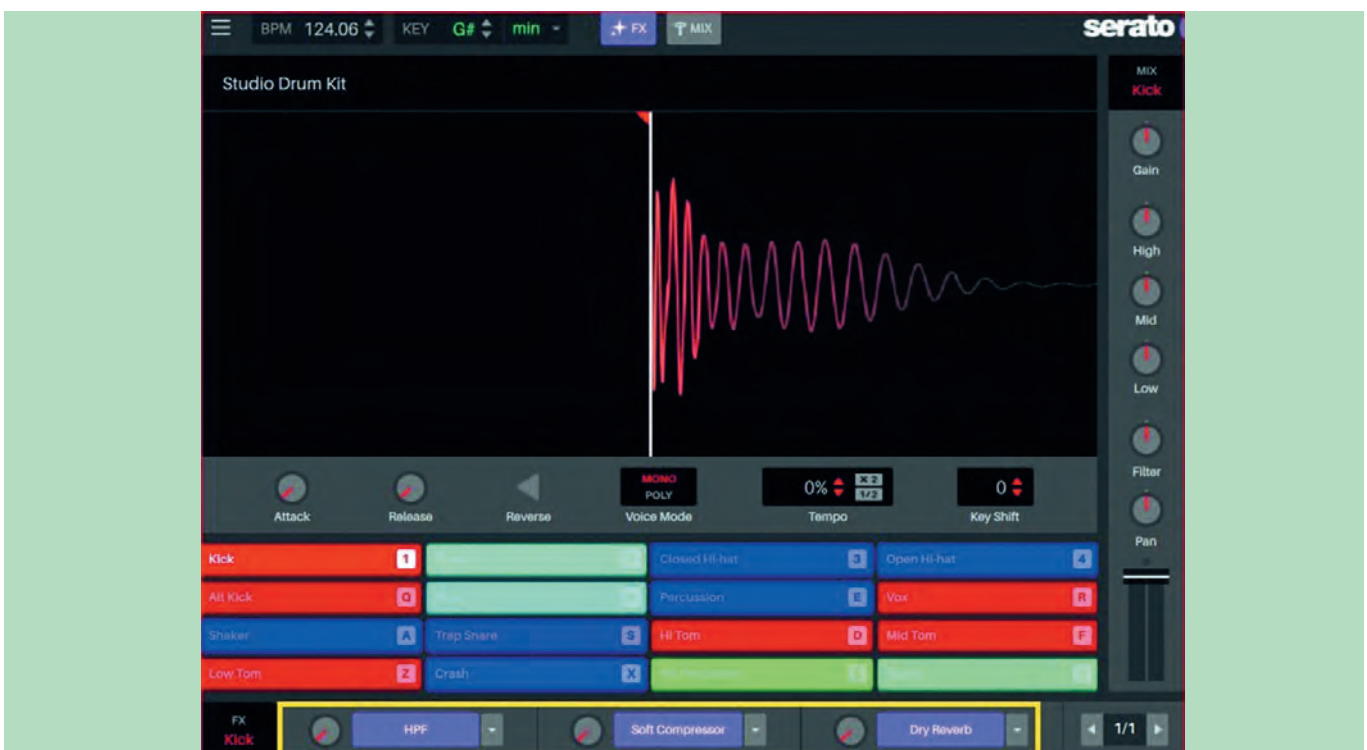 BPM 124.06 KEY G# min FX MIX serato
Studio Drum Kit
MIX
Kick
Gain
High
Mid
Low
Filter
Pan
MONO
POLY
0% X 2
1/2
0
Attack Release Reverse Voice Mode Tempo Key Shift
Kick 1 Closed Hi-hat 3 Open Hi-hat 4
Alt Kick Q Percussion E Vox R
Shaker A Trap Snare S Hi Tom D Mid Tom F
Low Tom Z Crash X
FX
Kick
HPF Soft Compressor Dry Reverb 1/1